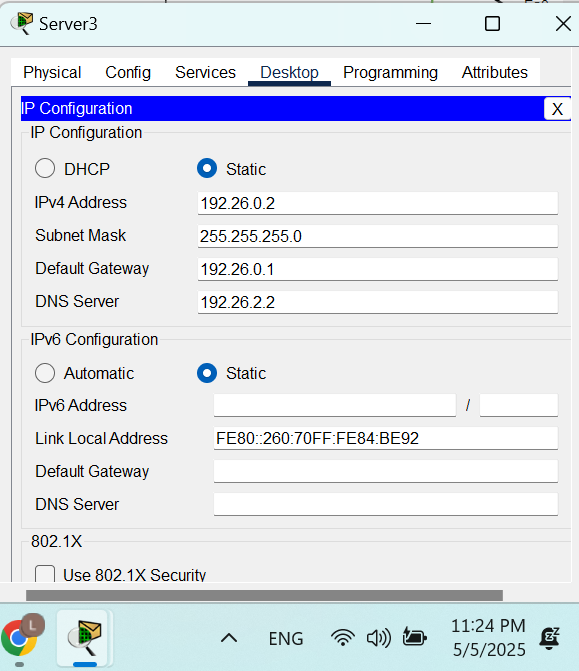 Server3
Physical Config Services Desktop Programming Attributes
IP Configuration X
IP Configuration
DHCP Static
IPv4 Address 192.26.0.2
Subnet Mask 255.255.255.0
Default Gateway 192.26.0.1
DNS Server 192.26.2.2
IPv6 Configuration
Automatic Static
IPv6 Address /
Link Local Address FE80::260:70FF:FE84:BE92
Default Gateway
DNS Server
802.1X
Use 802.1X Security
L
ENG 11:24 PM
5/5/2025